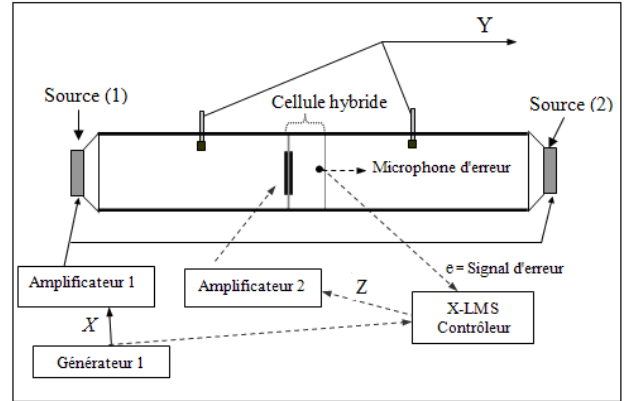 Y
Source (1)
Cellule hybride
Source (2)
Microphone d'erreur
e = Signal d'erreur
Amplificateur 1
Amplificateur 2
Z
X-LMS
Contrôleur
X
Générateur 1